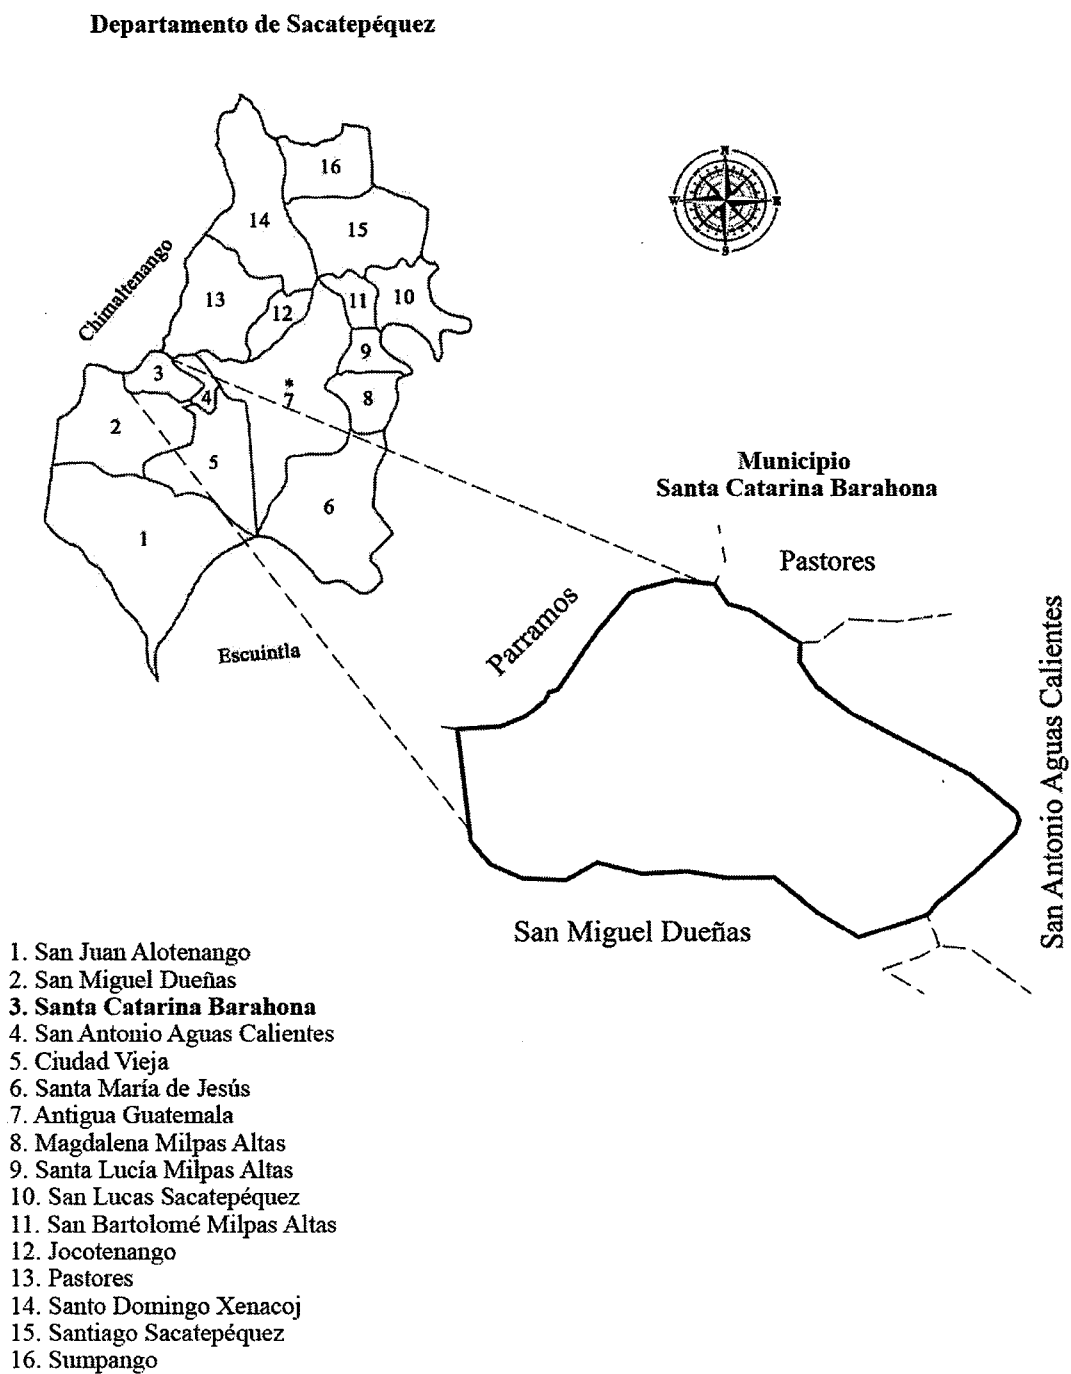 Departamento de Sacatepéquez
N
W
E
S
16
14
15
Chimaltenango
13
12
11
10
9
3
4
*
7
8
2
5
6
1
Municipio
Santa Catarina Barahona
Pastores
Parramos
San Antonio Aguas Calientes
Escuintla
San Miguel Dueñas
1. San Juan Alotenango
2. San Miguel Dueñas
3. Santa Catarina Barahona
4. San Antonio Aguas Calientes
5. Ciudad Vieja
6. Santa María de Jesús
7. Antigua Guatemala
8. Magdalena Milpas Altas
9. Santa Lucía Milpas Altas
10. San Lucas Sacatepéquez
11. San Bartolomé Milpas Altas
12. Jocotenango
13. Pastores
14. Santo Domingo Xenacoj
15. Santiago Sacatepéquez
16. Sumpango